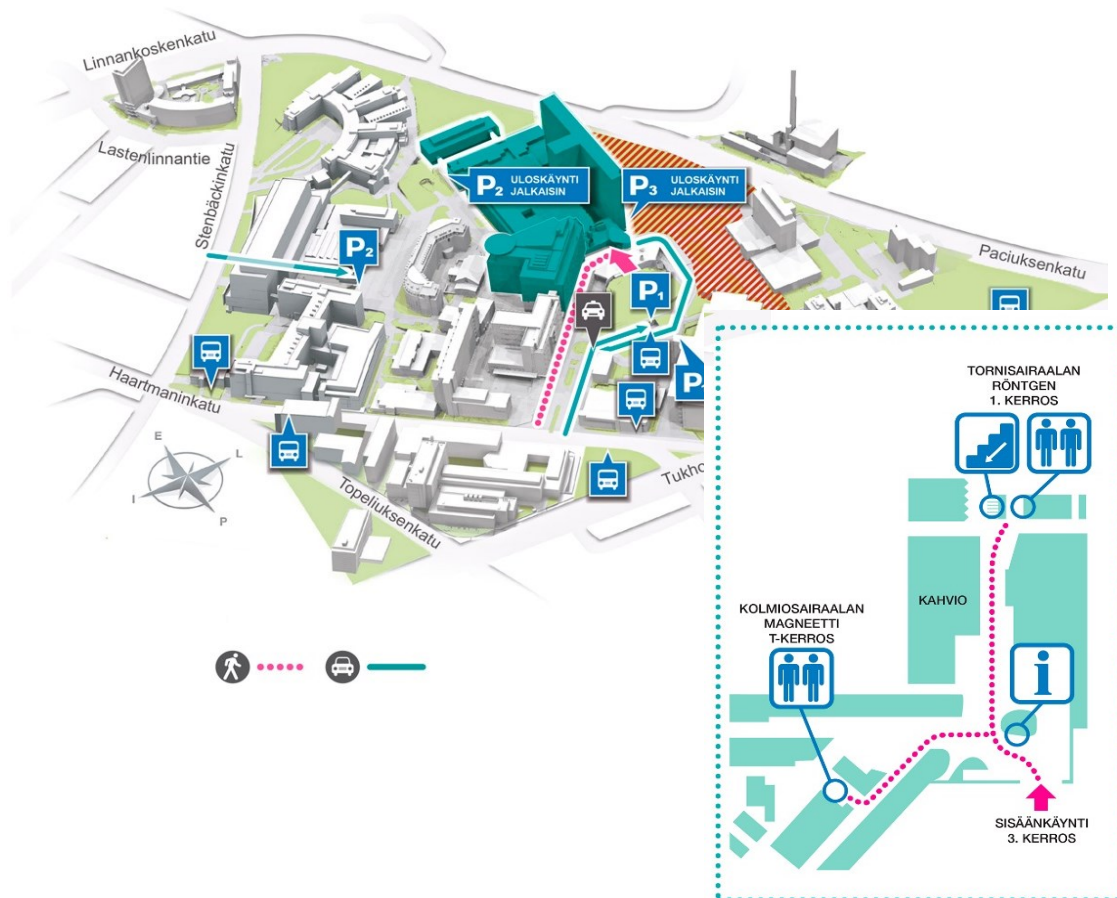 Linnankoskenkatu
Lastenlinnantie
Stenbäckinkatu
P2 ULOSKÄYNTI
JALKAISIN
P3 ULOSKÄYNTI
JALKAISIN
P2
Paciuksenkatu
P1
Haartmaninkatu
E
L
I
P
Topeliuksenkatu
TORNISAIRAALAN
RÖNTGEN
1. KERROS
KAHVIO
KOLMIOSAIRAALAN
MAGNEETTI
T-KERROS
i
SISÄÄNKÄYNTI
3. KERROS